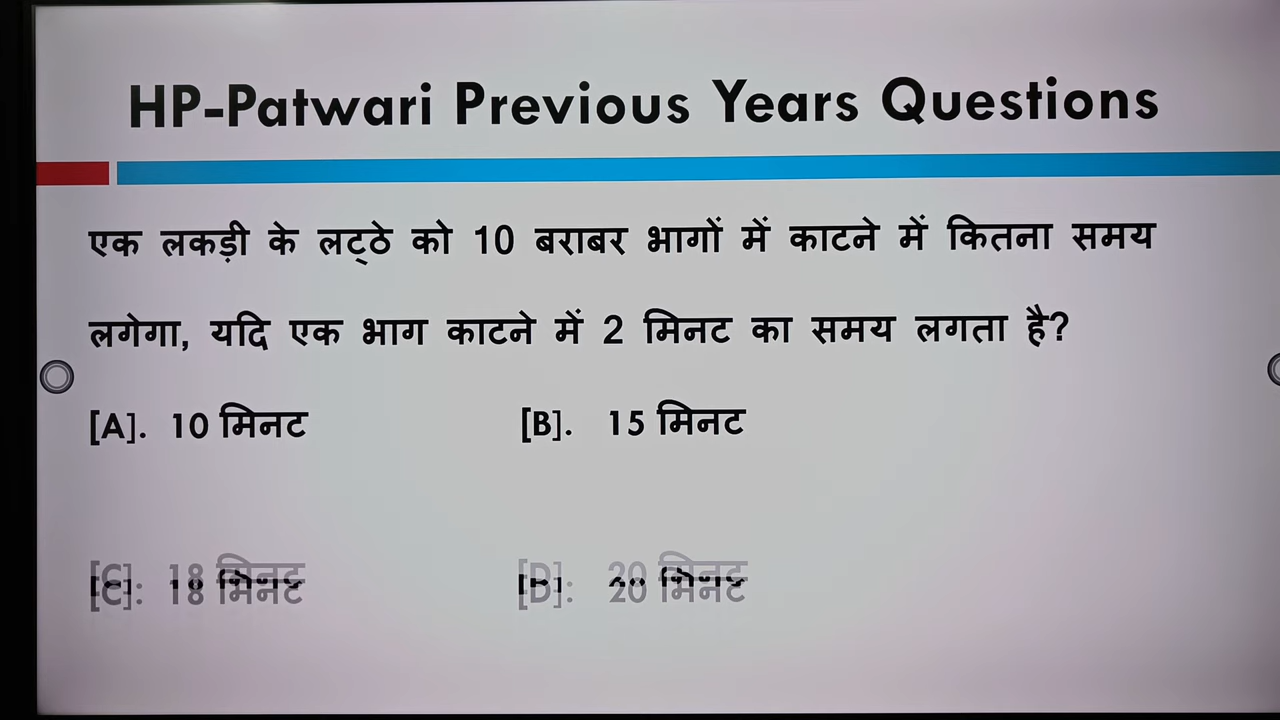 HP-Patwari Previous Years Questions
एक लकड़ी के लट्ठे को 10 बराबर भागों में काटने में कितना समय
लगेगा, यदि एक भाग काटने में 2 मिनट का समय लगता है?
[A]. 10 मिनट [B]. 15 मिनट
[C]. 18 मिनट [D]. 20 मिनट